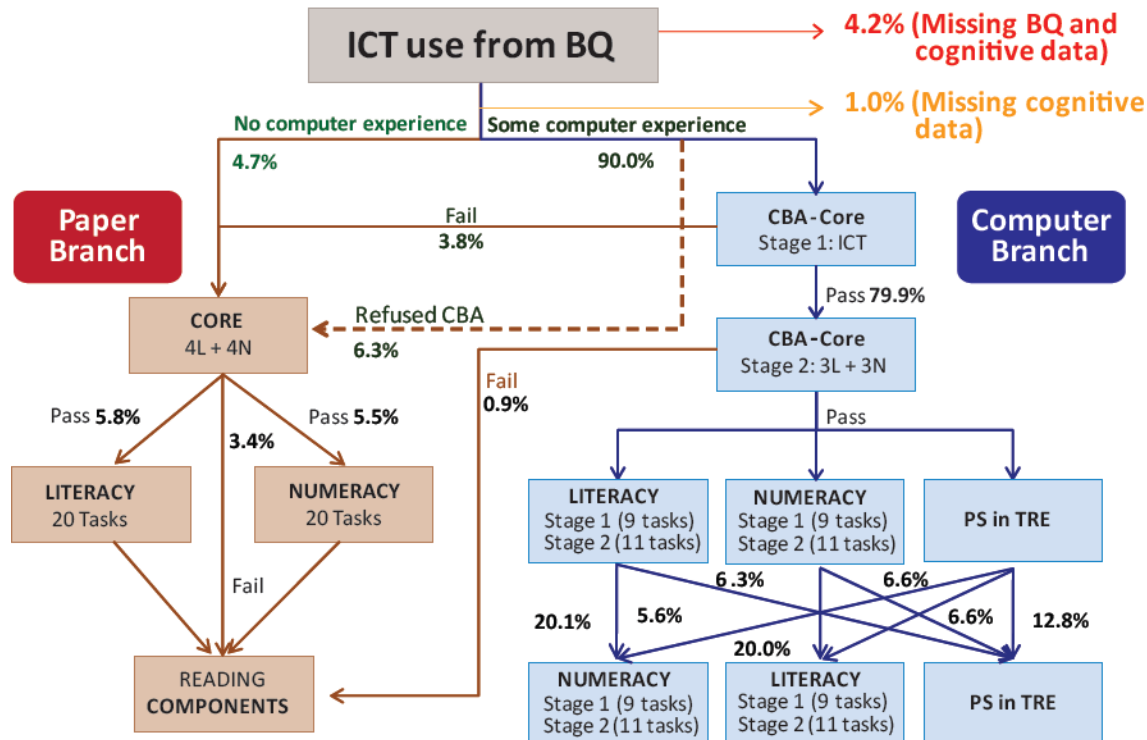 ICT use from BQ
4.2% (Missing BQ and
cognitive data)
1.0% (Missing cognitive
data)
No computer experience
Some computer experience
4.7%
90.0%
Paper
Branch
Fail
3.8%
CBA-Core
Stage 1: ICT
Computer
Branch
Pass 79.9%
CORE
4L + 4N
Refused CBA
6.3%
CBA-Core
Stage 2: 3L + 3N
Fail
0.9%
Pass 5.8%
3.4%
Pass 5.5%
Pass
LITERACY
20 Tasks
NUMERACY
20 Tasks
LITERACY
Stage 1 (9 tasks)
Stage 2 (11 tasks)
NUMERACY
Stage 1 (9 tasks)
Stage 2 (11 tasks)
PS in TRE
Fail
6.3%
6.6%
20.1%
5.6%
20.0%
6.6%
12.8%
READING
COMPONENTS
NUMERACY
Stage 1 (9 tasks)
Stage 2 (11 tasks)
LITERACY
Stage 1 (9 tasks)
Stage 2 (11 tasks)
PS in TRE